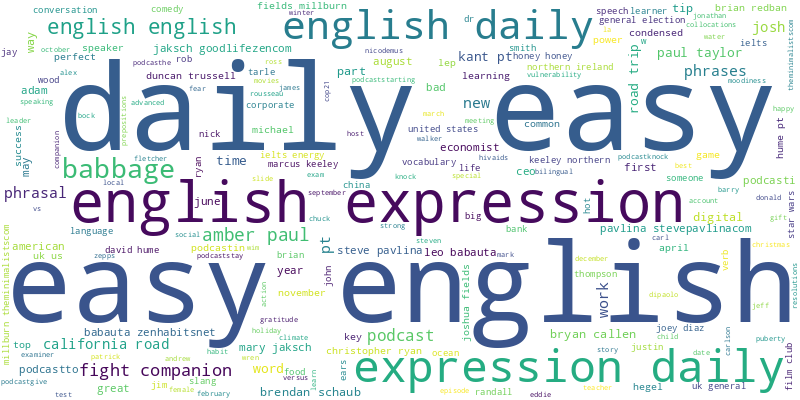 conversation comedy fields millburn winter dr speech learner tip brian redban
english english english daily general election jonathan josh
jay way speaker jaksch goodlifezencom smith condensed collocations
perfect rob kant pt honey honey power la w ielts water
podcasthe tarle august northern ireland paul taylor
october duncan trussell part lep vulnerability road trip phrases
alex ross movies bad learning
wood corporate podcaststarting new moodiness
adam fear rousseau james cop21 march common
speaking advanced daily easy happy
leader bock prepositions michael host meeting united states hume pt
success may nick walker economist keeley northern podcastknock game
companion fletcher ielts energy hivaids bilingual first best
babbage time marcus keeley vocabulary ceo someone
local ryan slide exam knock life special barry podcasti
phrasal june china hot account donald
vs english expression digital gift star wars
language september chuck big
social amber paul strong bank pavlina stevepavlinacom
american david hume podcastin wim steven carl christmas
uk us zepps brian pt steve pavlina leo babauta mark april verb
millburn theminimalistscom theminimalistscom podcaststay year john work december thompson resolutions
easy english
action november joshua fields dipaolo jeff
gratitude
babauta zenhabitsnet holiday key podcast bryan callen joey diaz puberty
top california road climate christopher ryan ocean child carlson
examiner habit mary jaksch story justin film club
podcastto patrick andrew wren ears date
fight companion word food expression daily
podcastgive great jim slang versus learn episode randall teacher hegel uk general
test female february brendan schaub eddie